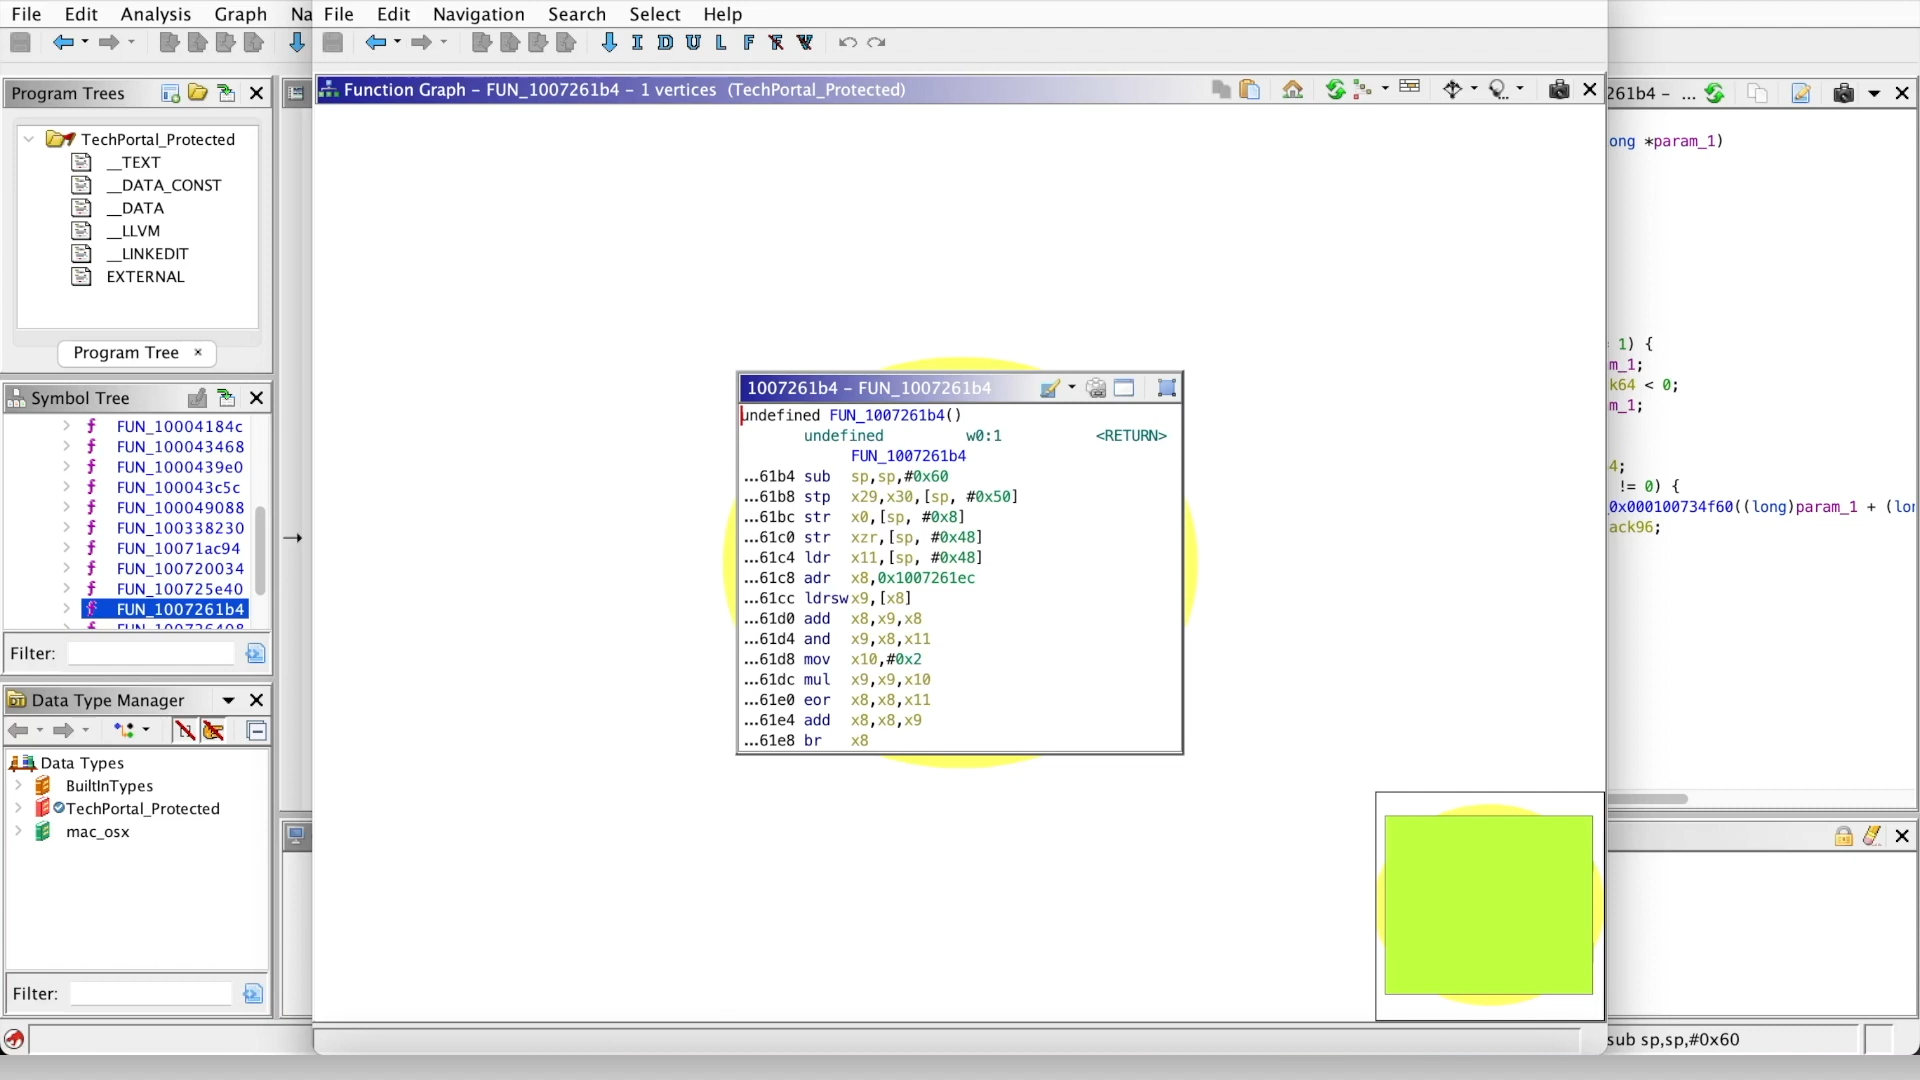 File Edit Analysis Graph Na
File Edit Navigation Search Select Help
I D U L F F V
Program Trees
TechPortal_Protected
__TEXT
__DATA_CONST
__DATA
__LLVM
__LINKEDIT
EXTERNAL
Program Tree ×
Symbol Tree
f FUN_10004184c
f FUN_100043468
f FUN_1000439e0
f FUN_100043c5c
f FUN_100049088
f FUN_100338230
f FUN_10071ac94
f FUN_100720034
f FUN_100725e40
f FUN_1007261b4
Filter:
Data Type Manager
Data Types
BuiltInTypes
TechPortal_Protected
mac_osx
Filter:
Function Graph – FUN_1007261b4 – 1 vertices (TechPortal_Protected)
1007261b4 – FUN_1007261b4
undefined FUN_1007261b4()
undefined w0:1 <RETURN>
FUN_1007261b4
...61b4 sub sp,sp,#0x60
...61b8 stp x29,x30,[sp, #0x50]
...61bc str x0,[sp, #0x8]
...61c0 str xzr,[sp, #0x48]
...61c4 ldr x11,[sp, #0x48]
...61c8 adr x8,0x1007261ec
...61cc ldrsw x9,[x8]
...61d0 add x8,x9,x8
...61d4 and x9,x8,x11
...61d8 mov x10,#0x2
...61dc mul x9,x9,x10
...61e0 eor x8,x8,x11
...61e4 add x8,x8,x9
...61e8 br x8
261b4 – ...
ong *param_1)
1) {
m_1;
k64 < 0;
m_1;
4;
!= 0) {
0x000100734f60((long)param_1 + (lon
ack96;
sub sp,sp,#0x60